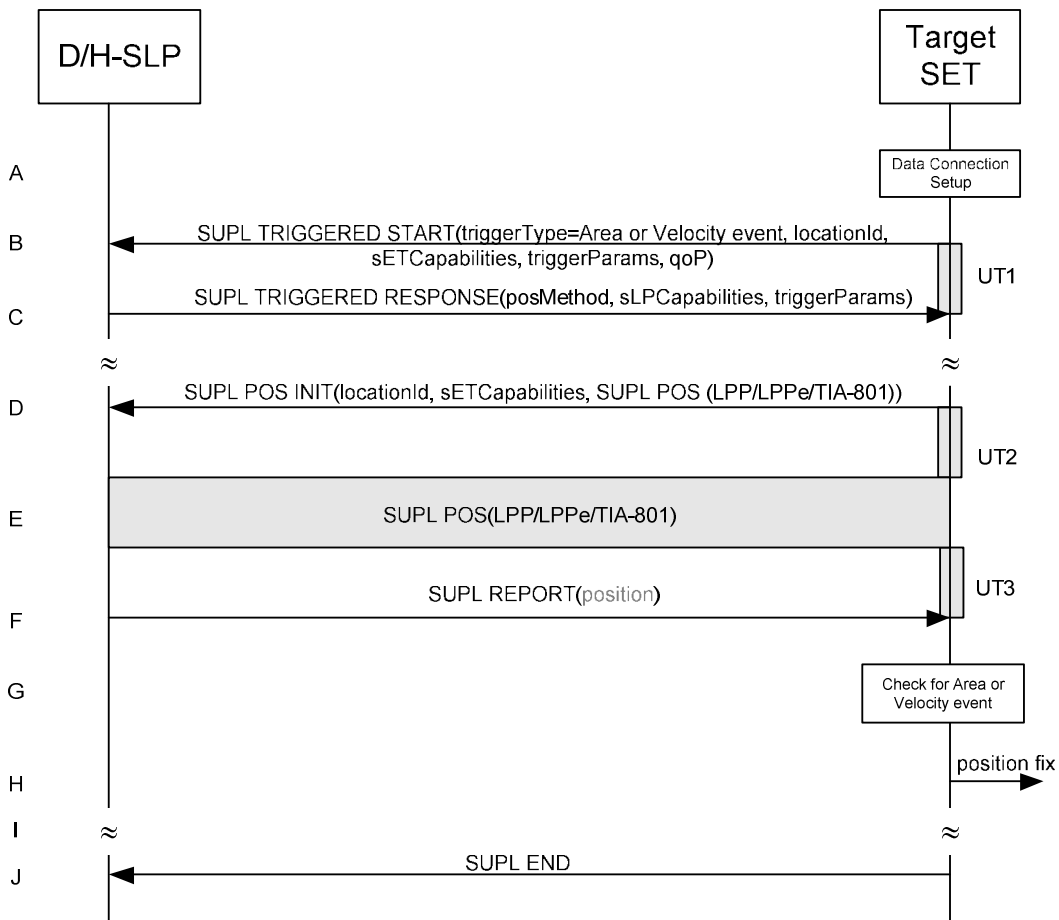 D/H-SLP
Target
SET
A
Data Connection
Setup
B
SUPL TRIGGERED START(triggerType=Area or Velocity event, locationId,
sETCapabilities, triggerParams, qoP)
UT1
C
SUPL TRIGGERED RESPONSE(posMethod, sLPCapabilities, triggerParams)
≈
≈
D
SUPL POS INIT(locationId, sETCapabilities, SUPL POS (LPP/LPPe/TIA-801))
UT2
E
SUPL POS(LPP/LPPe/TIA-801)
UT3
SUPL REPORT(position)
F
G
Check for Area or
Velocity event
position fix
H
I
≈
≈
SUPL END
J